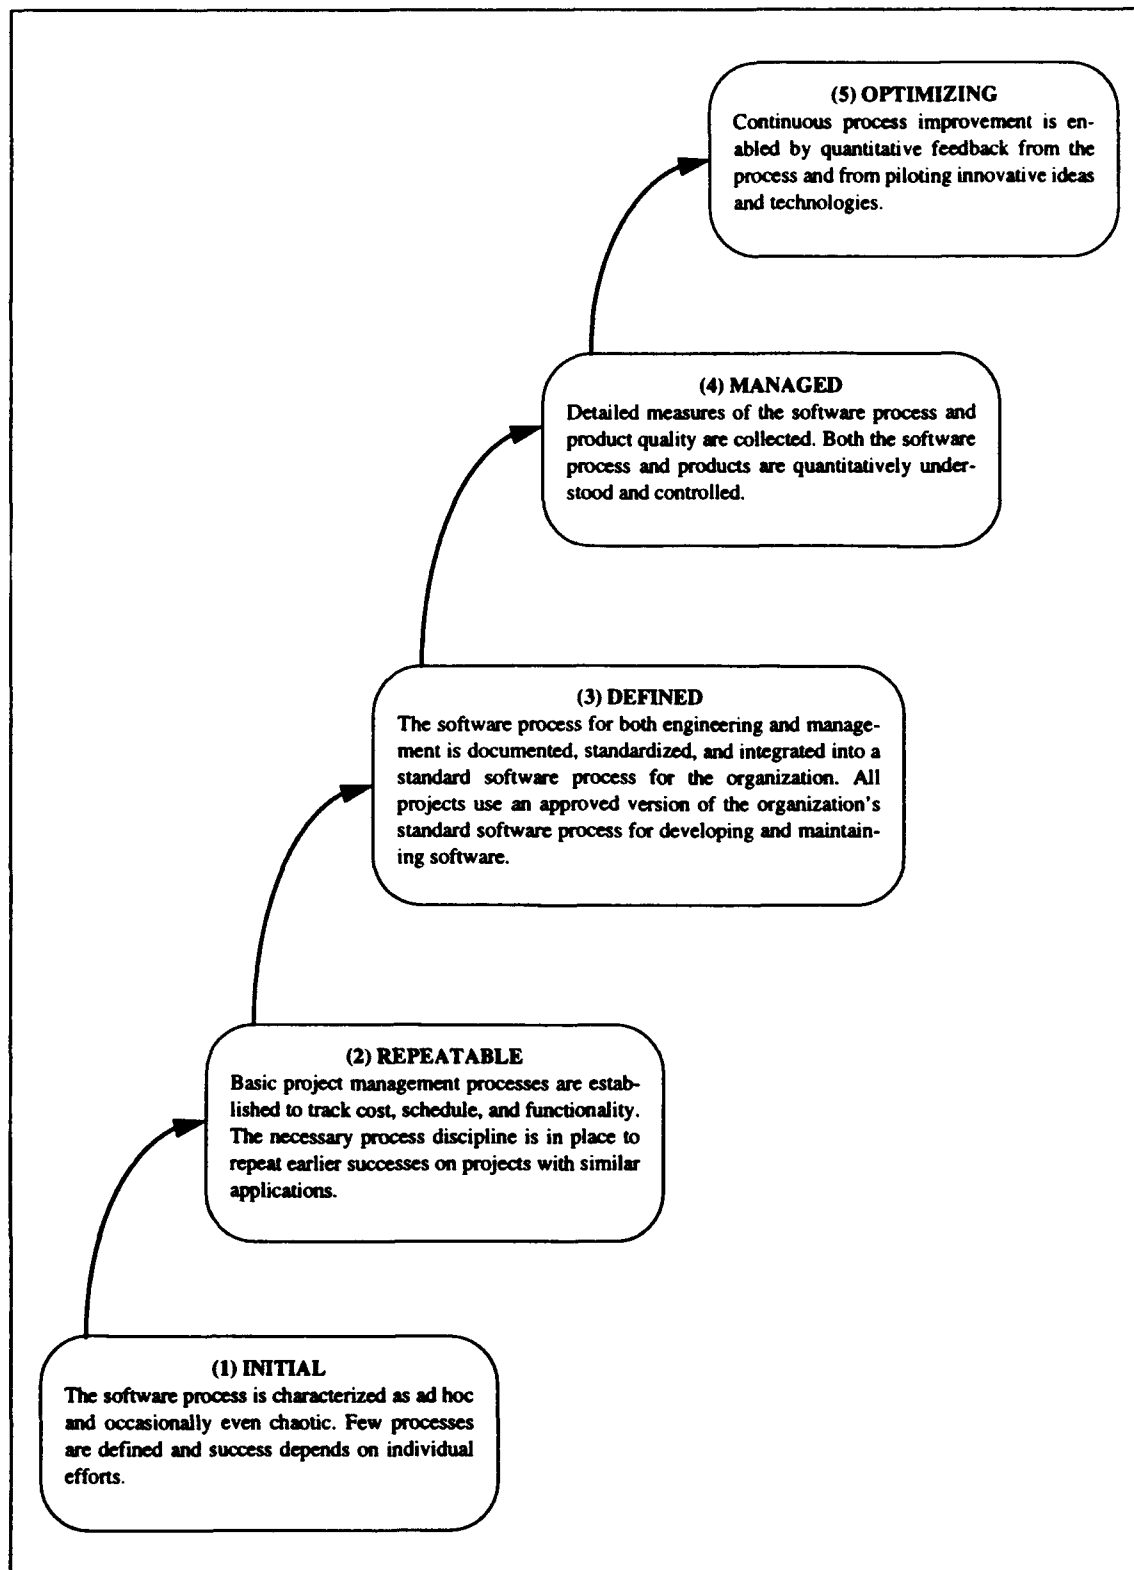 (5) OPTIMIZING
Continuous process improvement is en-
abled by quantitative feedback from the
process and from piloting innovative ideas
and technologies.
(4) MANAGED
Detailed measures of the software process and
product quality are collected. Both the software
process and products are quantitatively under-
stood and controlled.
(3) DEFINED
The software process for both engineering and manage-
ment is documented, standardized, and integrated into a
standard software process for the organization. All
projects use an approved version of the organization's
standard software process for developing and maintain-
ing software.
(2) REPEATABLE
Basic project management processes are estab-
lished to track cost, schedule, and functionality.
The necessary process discipline is in place to
repeat earlier successes on projects with similar
applications.
(1) INITIAL
The software process is characterized as ad hoc
and occasionally even chaotic. Few processes
are defined and success depends on individual
efforts.